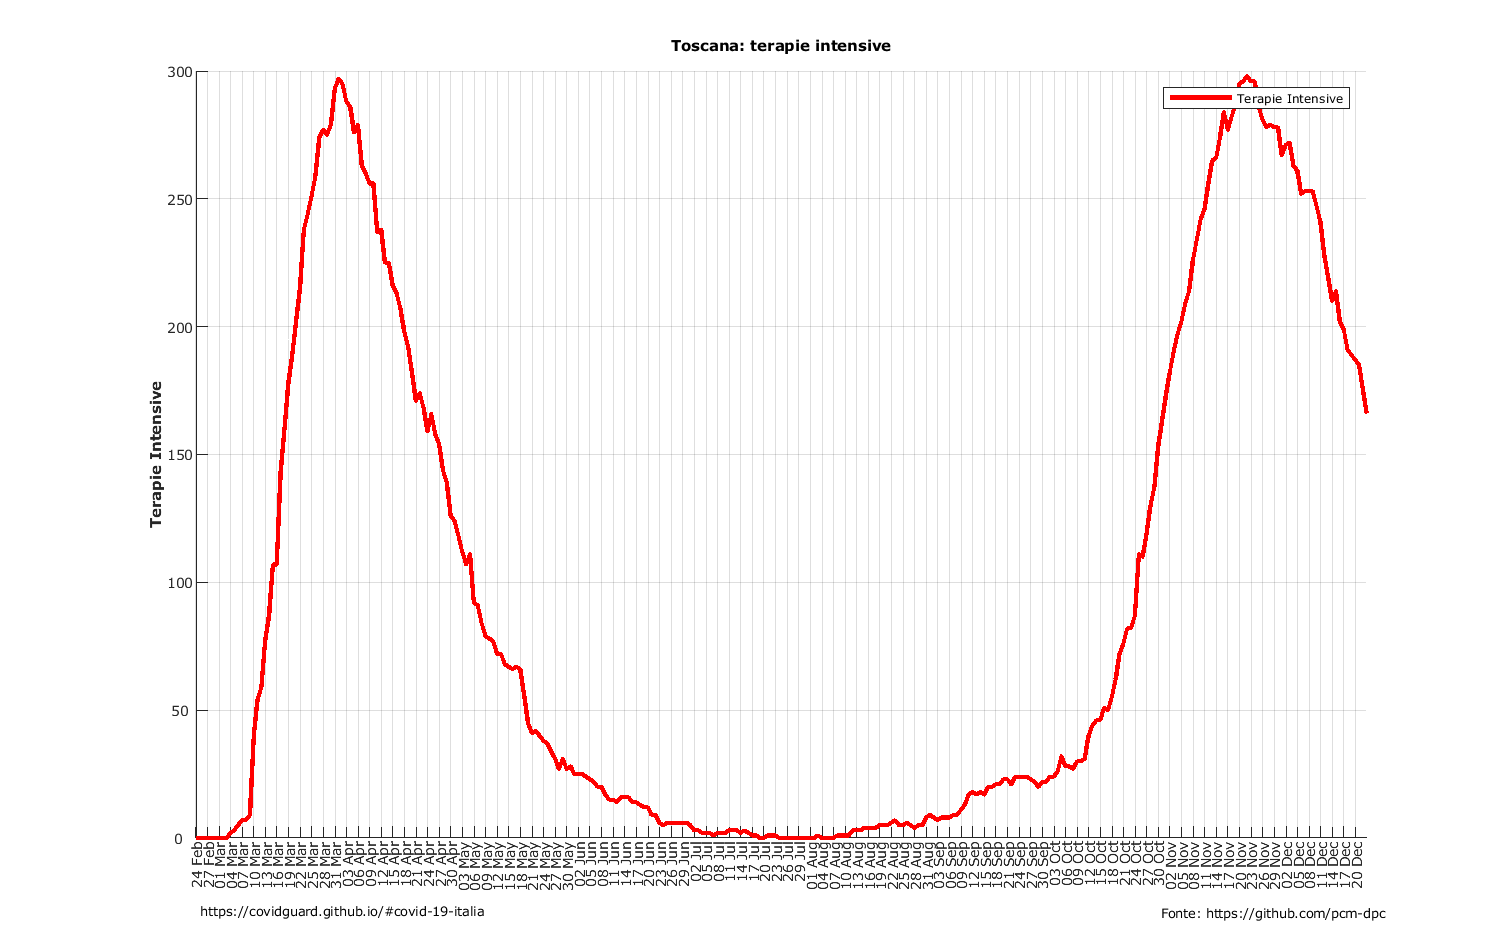 Toscana: terapie intensive
Terapie Intensive
300
250
200
150
100
50
0
Terapie Intensive
24 Feb
27 Feb
01 Mar
04 Mar
07 Mar
10 Mar
13 Mar
16 Mar
19 Mar
22 Mar
25 Mar
28 Mar
31 Mar
03 Apr
06 Apr
09 Apr
12 Apr
15 Apr
18 Apr
21 Apr
24 Apr
27 Apr
30 Apr
03 May
06 May
09 May
12 May
15 May
18 May
21 May
24 May
27 May
30 May
02 Jun
05 Jun
08 Jun
11 Jun
14 Jun
17 Jun
20 Jun
23 Jun
26 Jun
29 Jun
02 Jul
05 Jul
08 Jul
11 Jul
14 Jul
17 Jul
20 Jul
23 Jul
26 Jul
29 Jul
01 Aug
04 Aug
07 Aug
10 Aug
13 Aug
16 Aug
19 Aug
22 Aug
25 Aug
28 Aug
31 Aug
03 Sep
06 Sep
09 Sep
12 Sep
15 Sep
18 Sep
21 Sep
24 Sep
27 Sep
30 Sep
03 Oct
06 Oct
09 Oct
12 Oct
15 Oct
18 Oct
21 Oct
24 Oct
27 Oct
30 Oct
02 Nov
05 Nov
08 Nov
11 Nov
14 Nov
17 Nov
20 Nov
23 Nov
26 Nov
29 Nov
02 Dec
05 Dec
08 Dec
11 Dec
14 Dec
17 Dec
20 Dec
https://covidguard.github.io/#covid-19-italia
Fonte: https://github.com/pcm-dpc